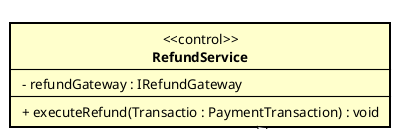 <<control>>
RefundService
- refundGateway : IRefundGateway
+ executeRefund(Transactio : PaymentTransaction) : void